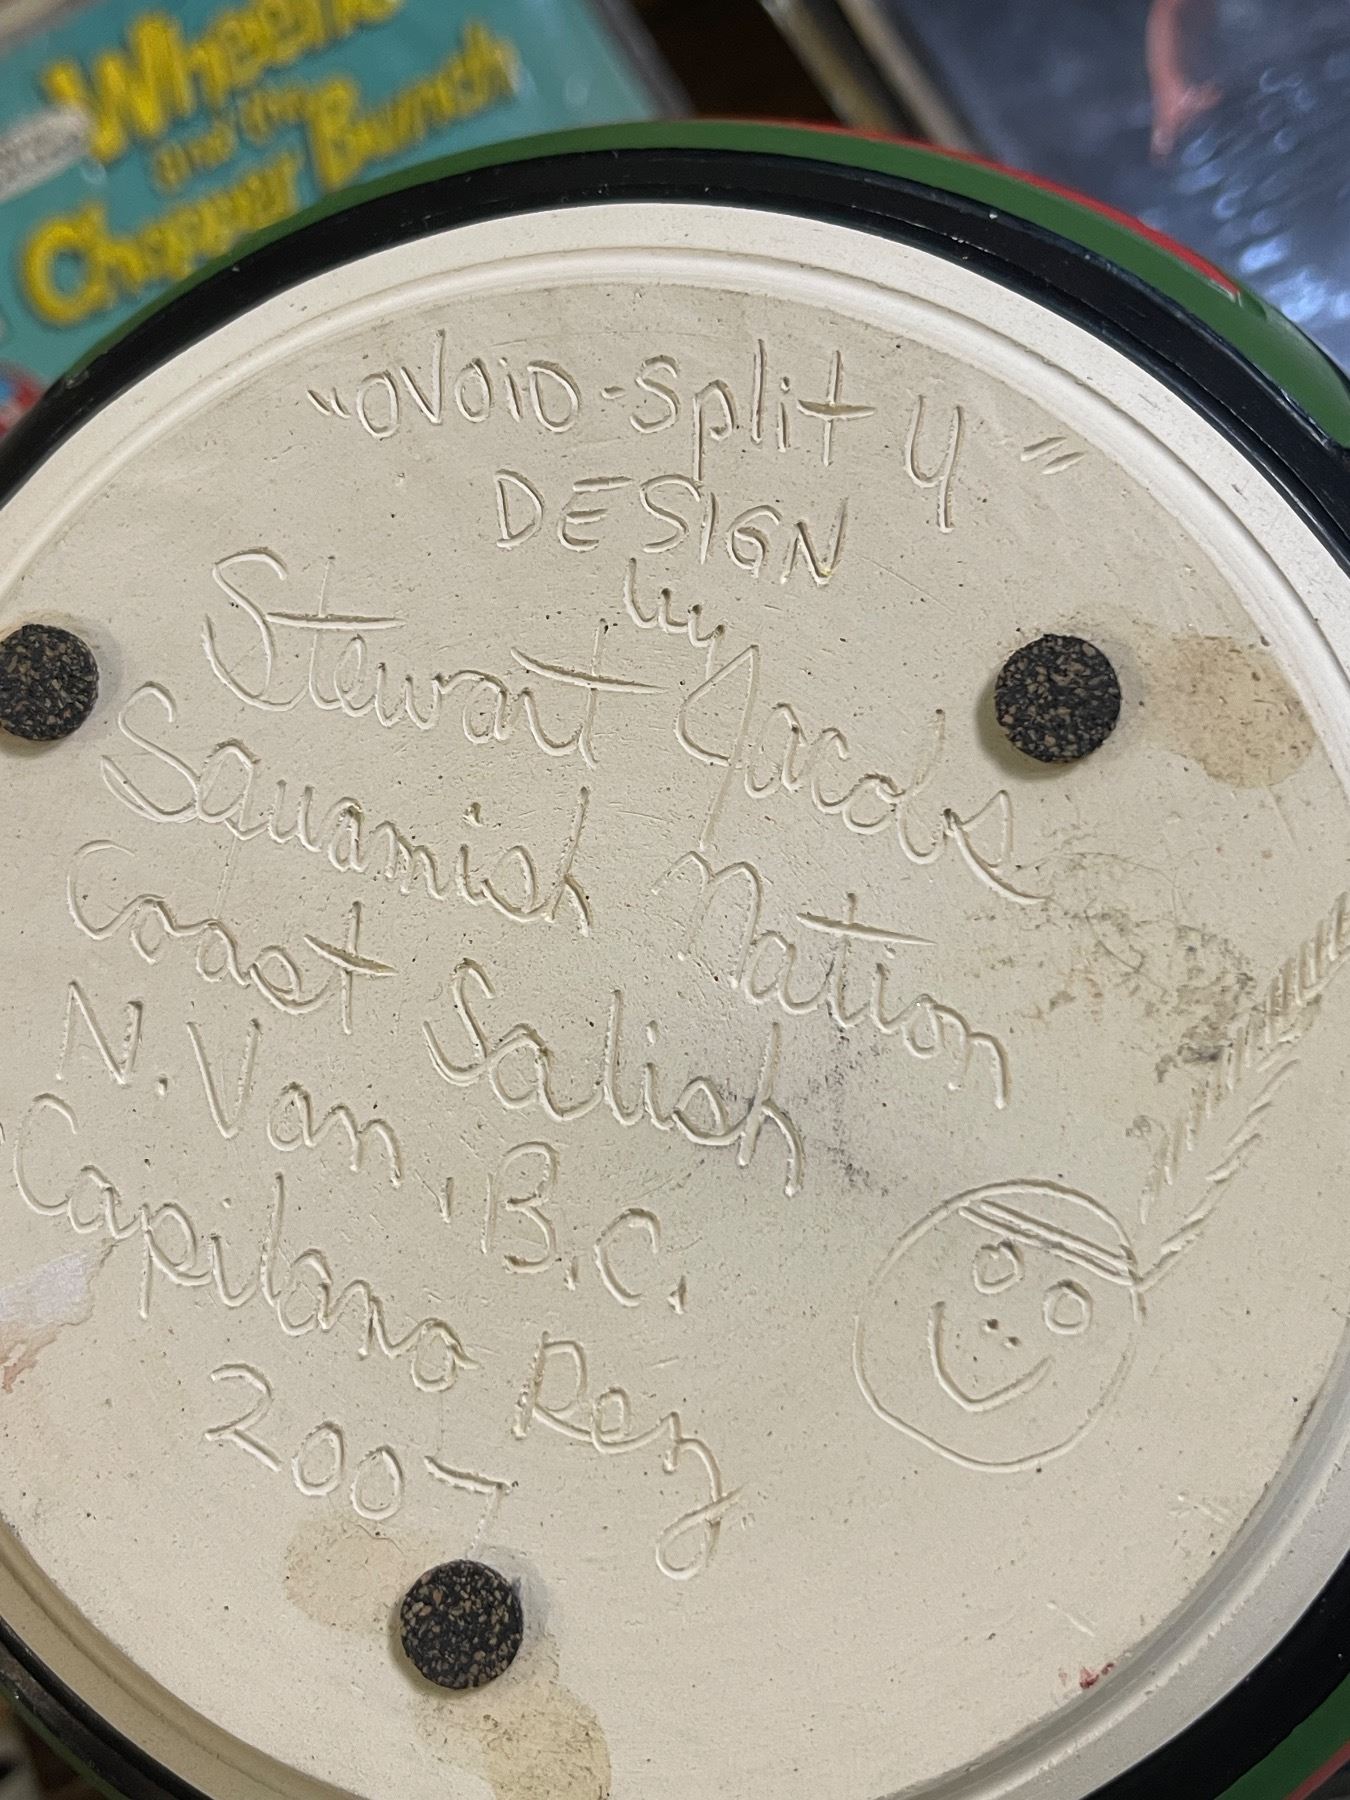 Wheelie
and the
Chopper Bunch
"OVOID-Split U"
DESIGN
by
Stewart Jacobs
Squamish Nation
Coast Salish
N. Van, B.C.
Capilano Rez
2007